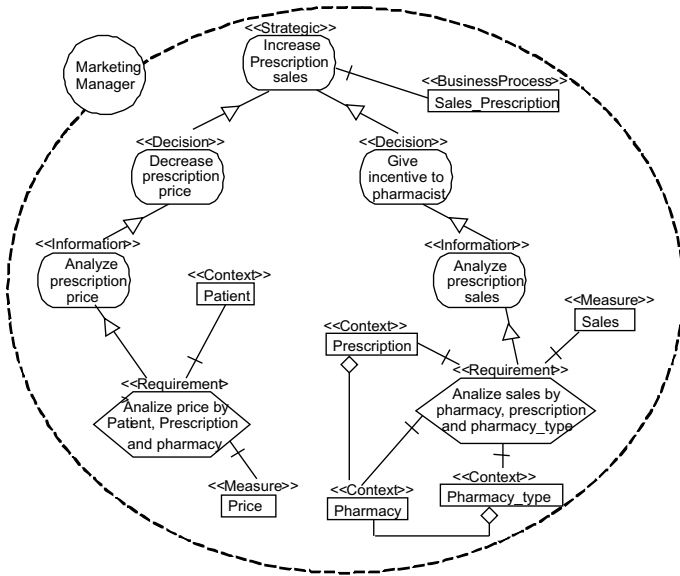 <<Strategic>>
Increase
Prescription
sales
Marketing
Manager
<<BusinessProcess>>
Sales_Prescription
<<Decision>>
Decrease
prescription
price
<<Decision>>
Give
incentive to
pharmacist
<<Information>>
Analyze
prescription
price
<<Information>>
Analyze
prescription
sales
<<Context>>
Patient
<<Measure>>
Sales
<<Context>>
Prescription
<<Requirement>
Analize price by
Patient, Prescription
and pharmacy
<<Requirement>>
Analize sales by
pharmacy, prescription
and pharmacy_type
<<Measure>>
Price
<<Context>>
Pharmacy
<<Context>>
Pharmacy_type